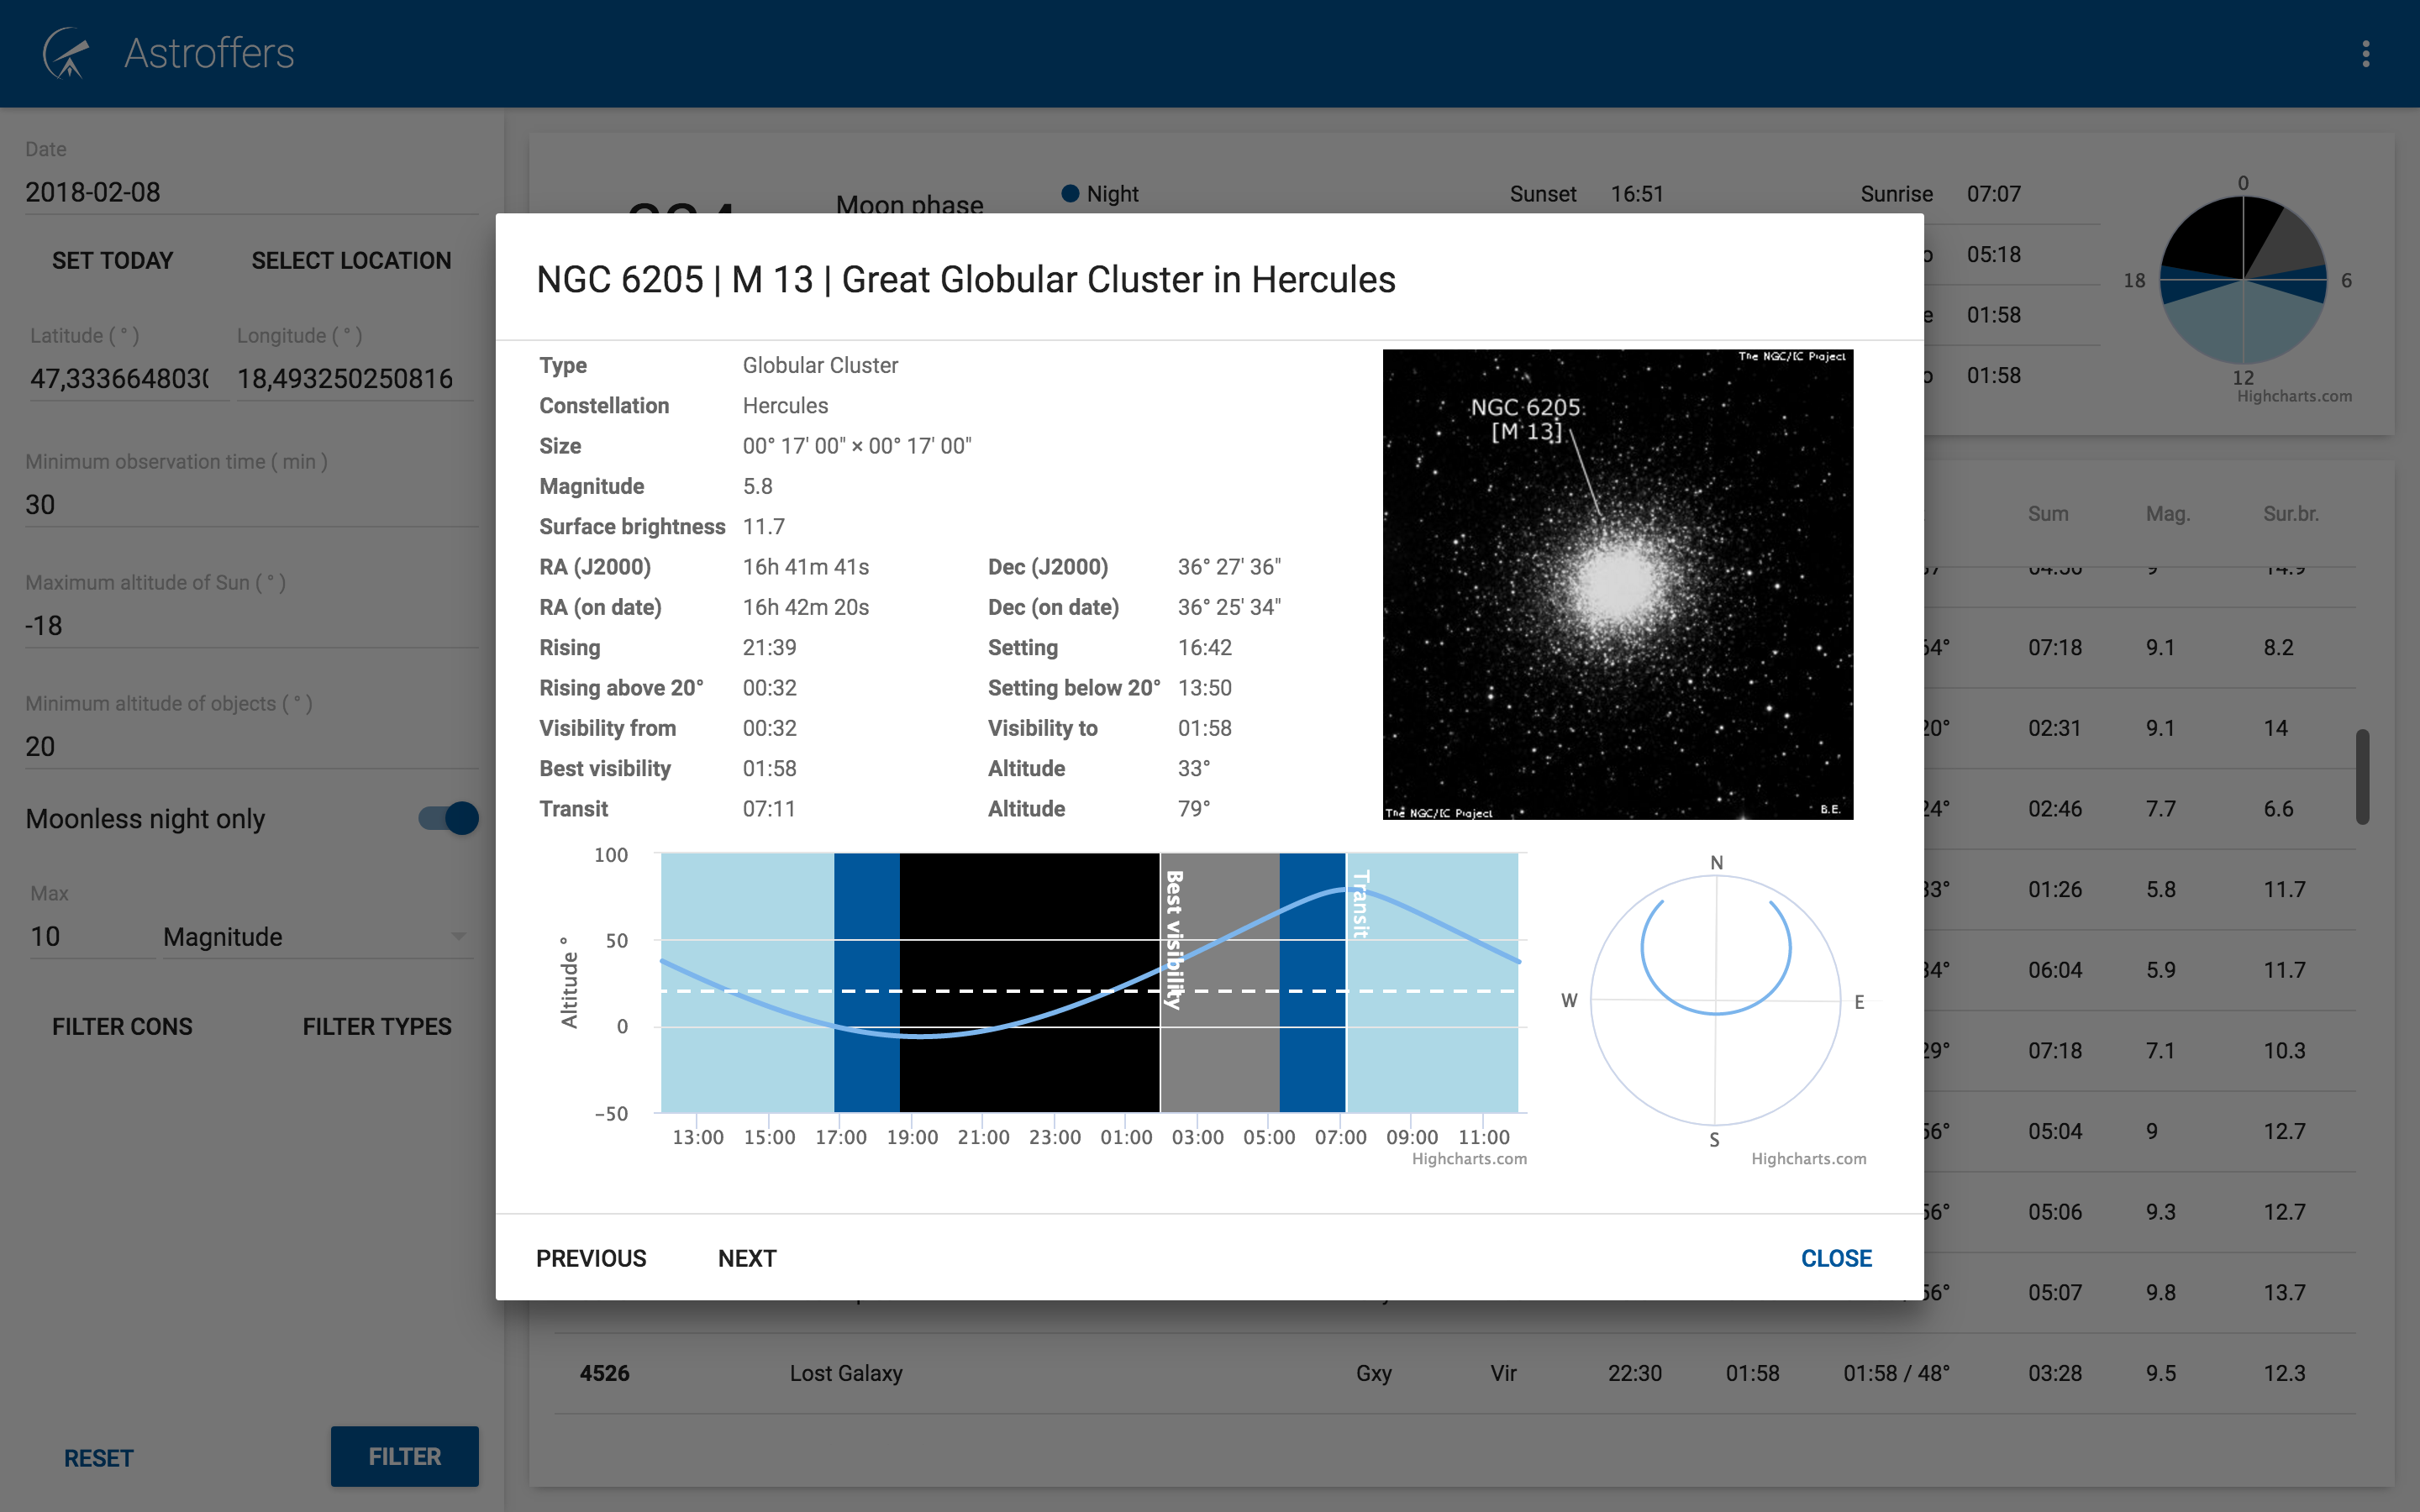 Astroffers
Date
2018-02-08
SET TODAY SELECT LOCATION
Latitude ( ° ) Longitude ( ° )
47,3336648030 18,493250250816
Minimum observation time ( min )
30
Maximum altitude of Sun ( ° )
-18
Minimum altitude of objects ( ° )
20
Moonless night only
Max
10 Magnitude
FILTER CONS FILTER TYPES
RESET FILTER
Moon phase Night Sunset 16:51 Sunrise 07:07
05:18
01:58
01:58
0
6
12
18
Highcharts.com
NGC 6205 | M 13 | Great Globular Cluster in Hercules
Type Globular Cluster
Constellation Hercules
Size 00° 17' 00" × 00° 17' 00"
Magnitude 5.8
Surface brightness 11.7
RA (J2000) 16h 41m 41s Dec (J2000) 36° 27' 36"
RA (on date) 16h 42m 20s Dec (on date) 36° 25' 34"
Rising 21:39 Setting 16:42
Rising above 20° 00:32 Setting below 20° 13:50
Visibility from 00:32 Visibility to 01:58
Best visibility 01:58 Altitude 33°
Transit 07:11 Altitude 79°
The NGC/IC Project
NGC 6205
[M 13]
The NGC/IC Project
B.E.
Altitude °
100
50
0
−50
Best visibility
Transit
13:00 15:00 17:00 19:00 21:00 23:00 01:00 03:00 05:00 07:00 09:00 11:00
Highcharts.com
N
W
E
S
Highcharts.com
PREVIOUS NEXT CLOSE
Sum Mag. Sur.br.
07:18 9.1 8.2
02:31 9.1 14
02:46 7.7 6.6
01:26 5.8 11.7
06:04 5.9 11.7
07:18 7.1 10.3
05:04 9 12.7
05:06 9.3 12.7
05:07 9.8 13.7
4526 Lost Galaxy Gxy Vir 22:30 01:58 01:58 / 48° 03:28 9.5 12.3